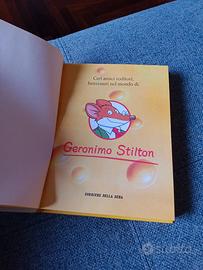 Cari amici roditori,
benvenuti nel mondo di
Geronimo Stilton
CORRIERE DELLA SERA
subito